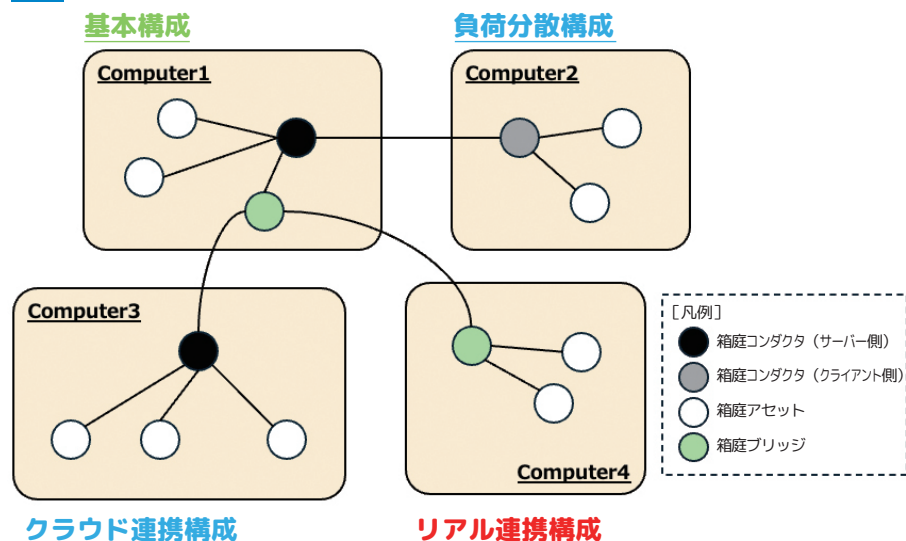 基本構成
負荷分散構成
Computer1
Computer2
Computer3
Computer4
[凡例]
箱庭コンダクタ（サーバー側）
箱庭コンダクタ（クライアント側）
箱庭アセット
箱庭ブリッジ
クラウド連携構成
リアル連携構成